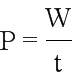 P = W/t